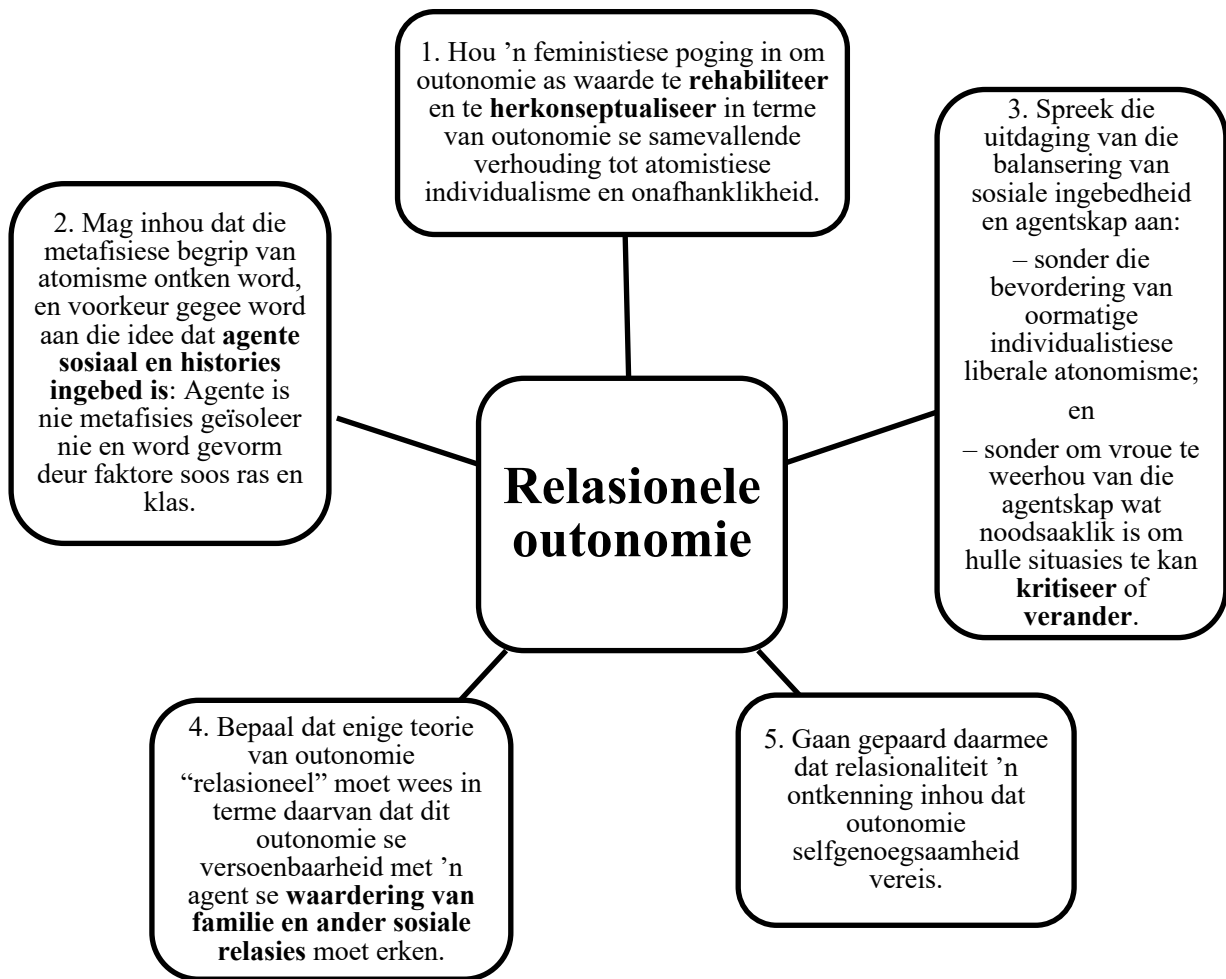 1. Hou ’n feministiese poging in om
outonomie as waarde te rehabiliteer
en te herkonseptualiseer in terme
van outonomie se samevallende
verhouding tot atomistiese
individualisme en onafhanklikheid.
2. Mag inhou dat die
metafisiese begrip van
atomisme ontken word,
en voorkeur gegee word
aan die idee dat agente
sosiaal en histories
ingebed is: Agente is
nie metafisies geïsoleer
nie en word gevorm
deur faktore soos ras en
klas.
3. Spreek die
uitdaging van die
balansering van
sosiale ingebedheid
en agentskap aan:
– sonder die
bevordering van
oormatige
individualistiese
liberale atonomisme;
en
– sonder om vroue te
weerhou van die
agentskap wat
noodsaaklik is om
hulle situasies te kan
kritiseer of
verander.
Relasionele
outonomie
4. Bepaal dat enige teorie
van outonomie
“relasioneel” moet wees in
terme daarvan dat dit
outonomie se
versoenbaarheid met ’n
agent se waardering van
familie en ander sosiale
relasies moet erken.
5. Gaan gepaard daarmee
dat relasionaliteit ’n
ontkenning inhou dat
outonomie
selfgenoegsaamheid
vereis.